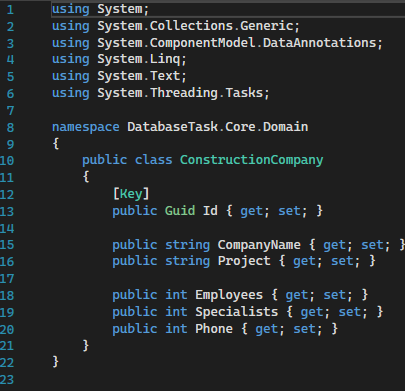 1 using System;
2 using System.Collections.Generic;
3 using System.ComponentModel.DataAnnotations;
4 using System.Linq;
5 using System.Text;
6 using System.Threading.Tasks;
7
8 namespace DatabaseTask.Core.Domain
9 {
10 public class ConstructionCompany
11 {
12 [Key]
13 public Guid Id { get; set; }
14
15 public string CompanyName { get; set; }
16 public string Project { get; set; }
17
18 public int Employees { get; set; }
19 public int Specialists { get; set; }
20 public int Phone { get; set; }
21 }
22 }
23